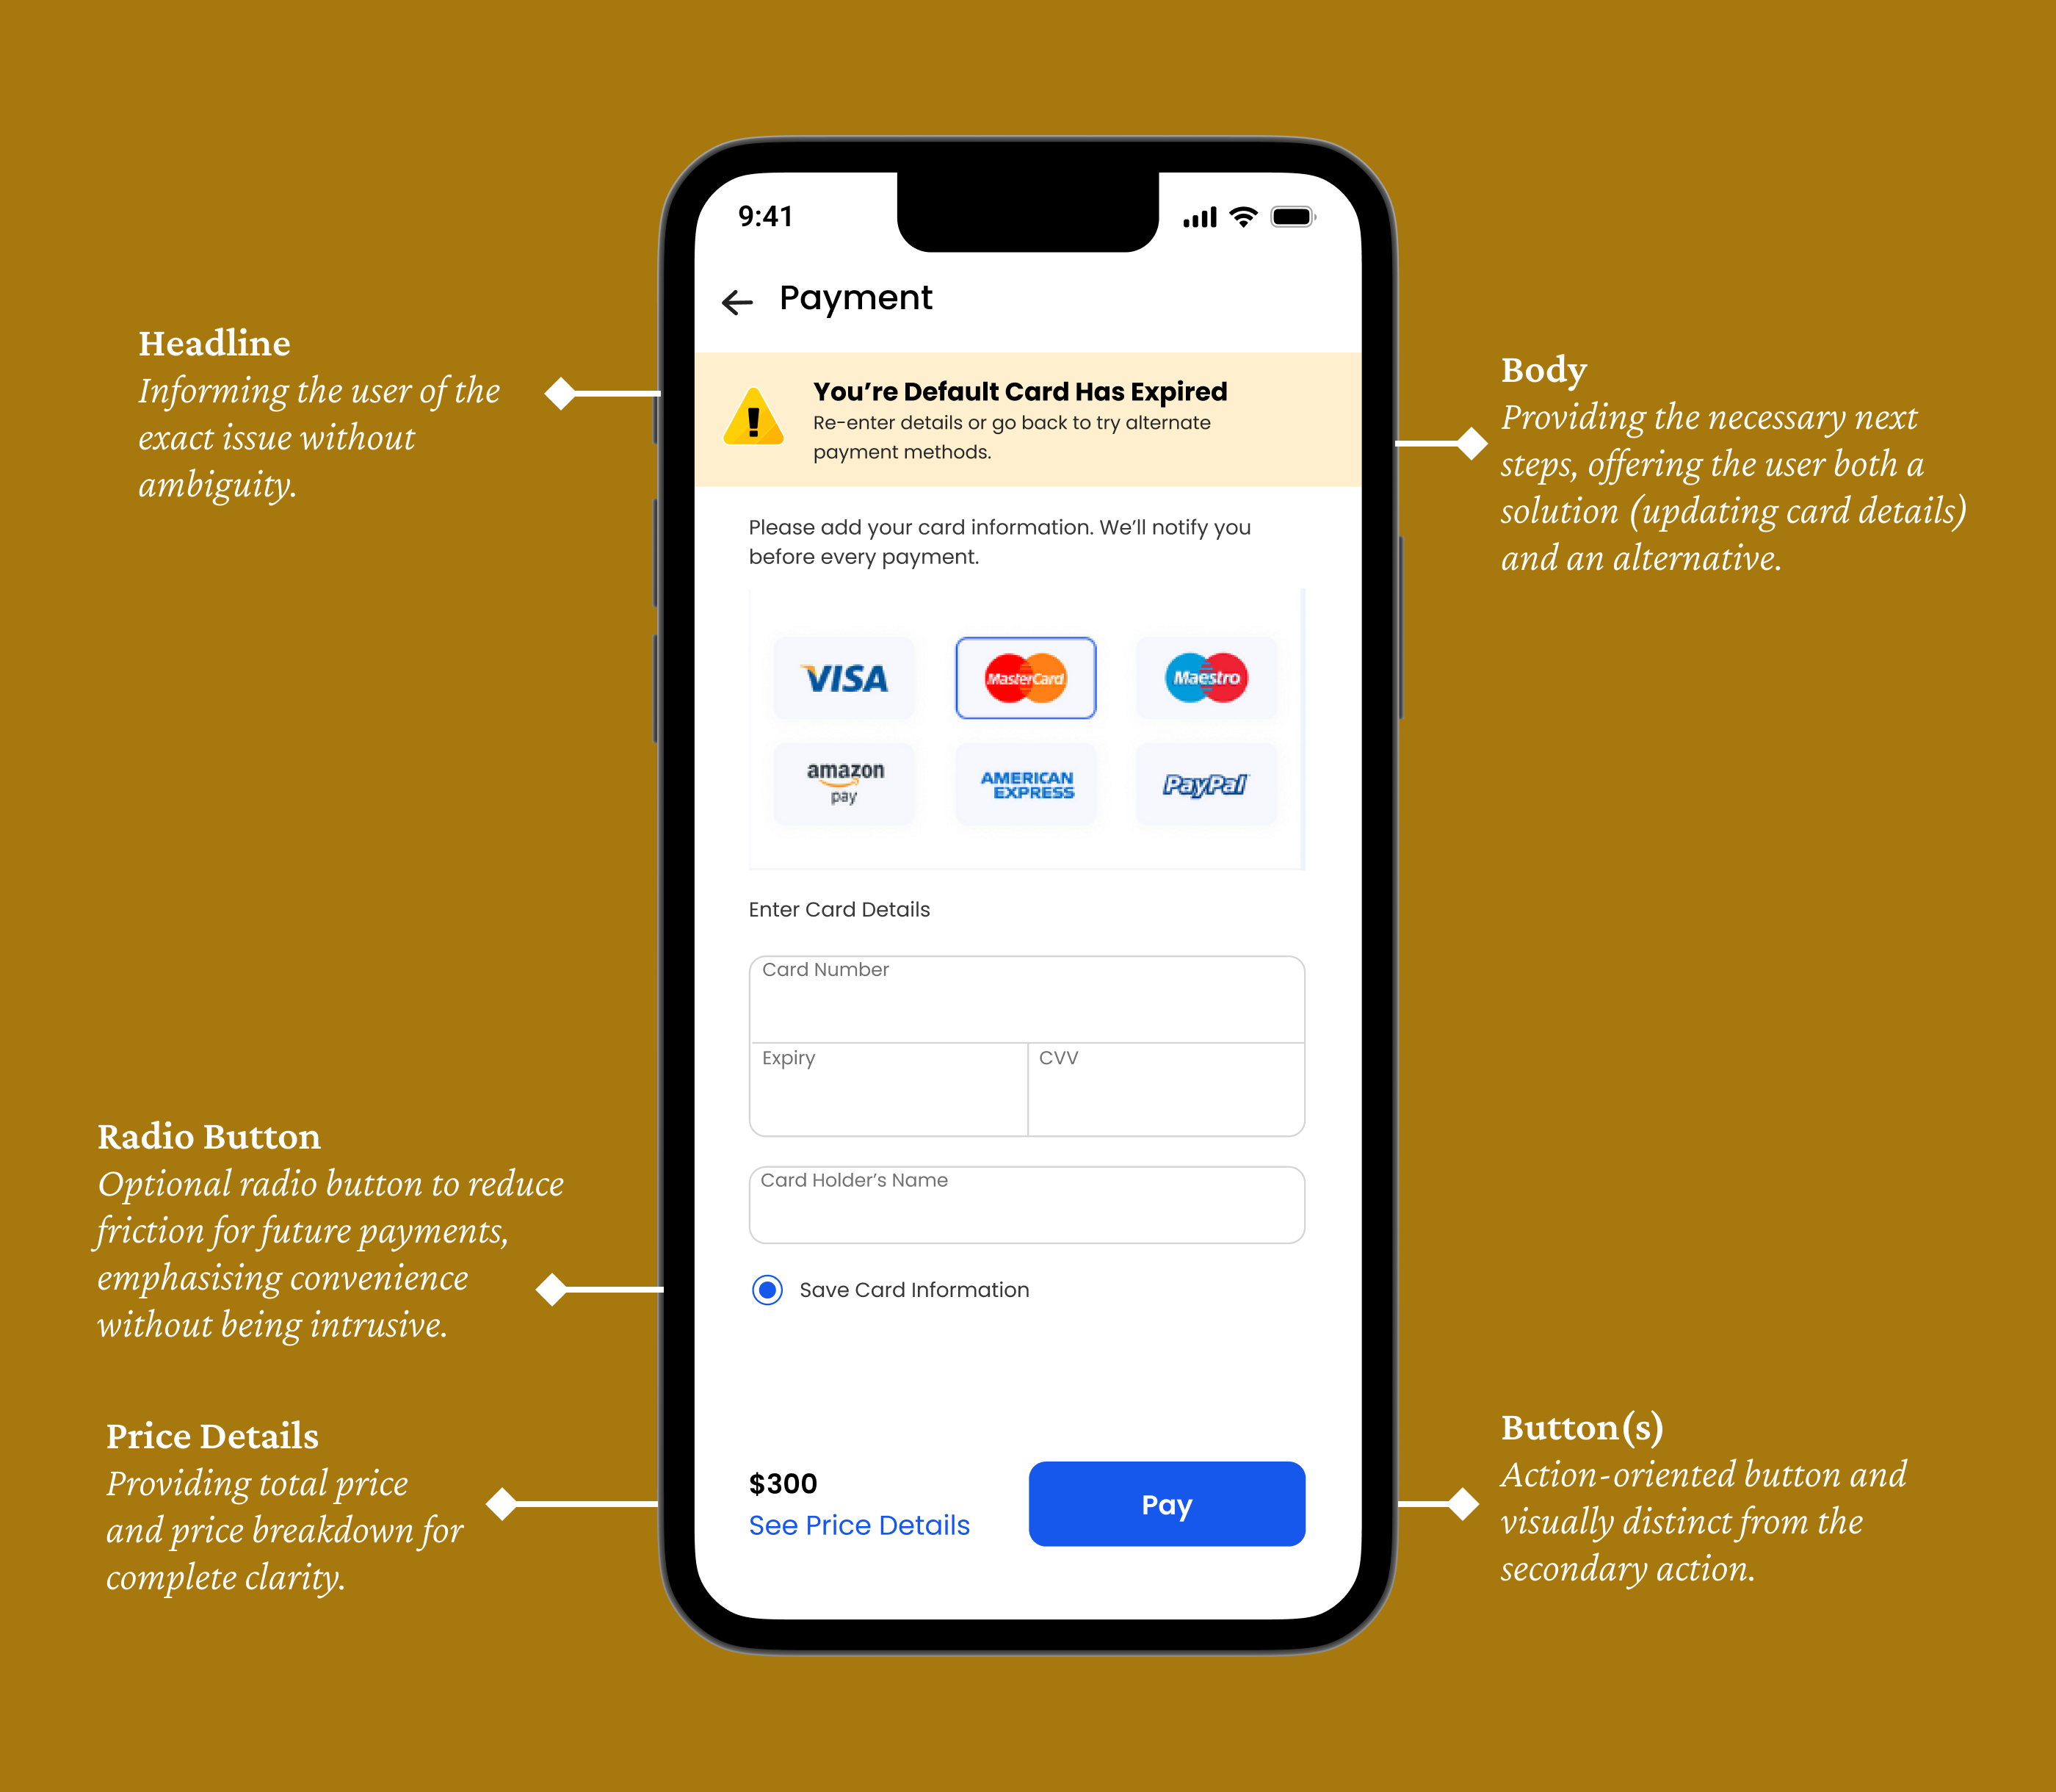 9:41
Payment
Headline
Informing the user of the
exact issue without
ambiguity.
You’re Default Card Has Expired
Re-enter details or go back to try alternate
payment methods.
Body
Providing the necessary next
steps, offering the user both a
solution (updating card details)
and an alternative.
Please add your card information. We’ll notify you
before every payment.
VISA
MasterCard
Maestro
amazon
pay
AMERICAN
EXPRESS
PayPal
Enter Card Details
Card Number
Expiry
CVV
Card Holder’s Name
Radio Button
Optional radio button to reduce
friction for future payments,
emphasising convenience
without being intrusive.
Save Card Information
Price Details
Providing total price
and price breakdown for
complete clarity.
$300
See Price Details
Pay
Button(s)
Action-oriented button and
visually distinct from the
secondary action.